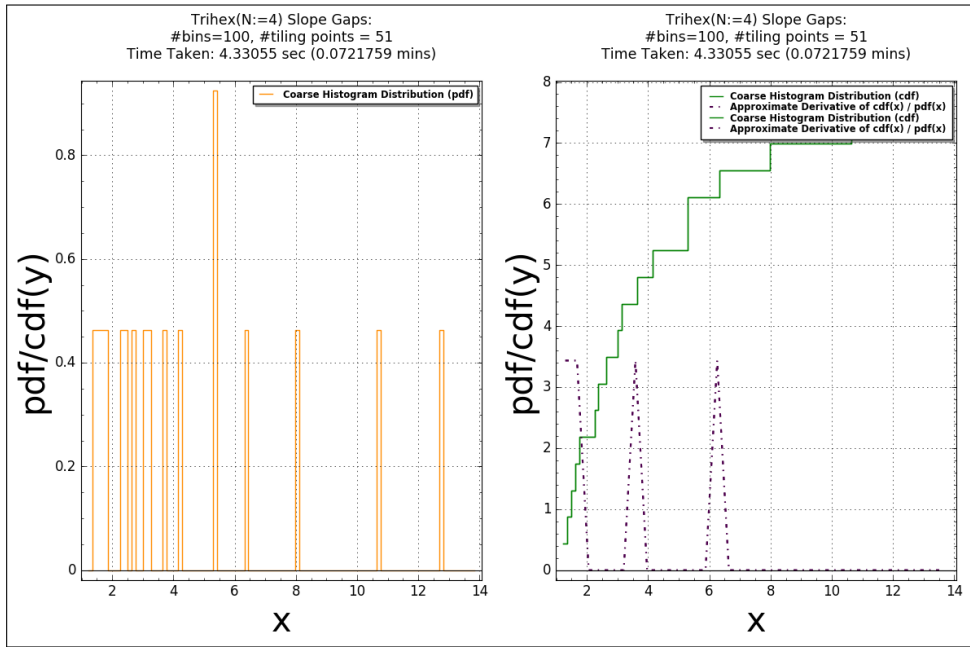 Trihex(N:=4) Slope Gaps:
#bins=100, #tiling points = 51
Time Taken: 4.33055 sec (0.0721759 mins)
Coarse Histogram Distribution (pdf)
0.8
0.6
0.4
0.2
0
2 4 6 8 10 12 14
pdf/cdf(y)
x
Trihex(N:=4) Slope Gaps:
#bins=100, #tiling points = 51
Time Taken: 4.33055 sec (0.0721759 mins)
Coarse Histogram Distribution (cdf)
Approximate Derivative of cdf(x) / pdf(x)
Coarse Histogram Distribution (cdf)
Approximate Derivative of cdf(x) / pdf(x)
8
7
6
5
4
3
2
1
0
2 4 6 8 10 12 14
pdf/cdf(y)
x